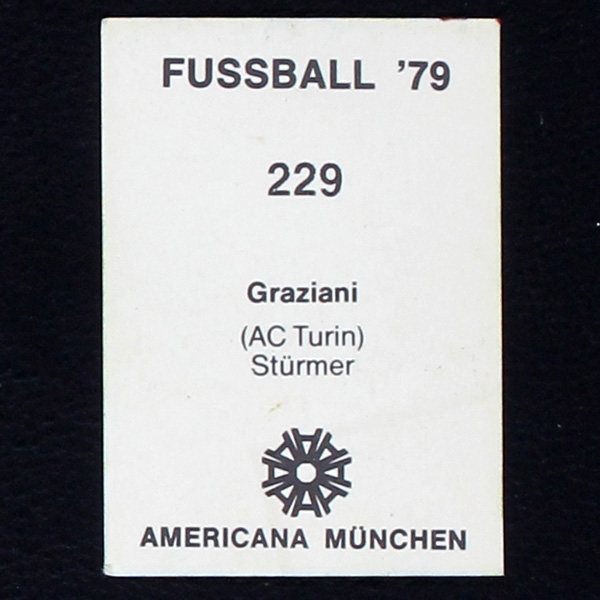 FUSSBALL '79
229
Graziani
(AC Turin)
Stürmer
AMERICANA MÜNCHEN